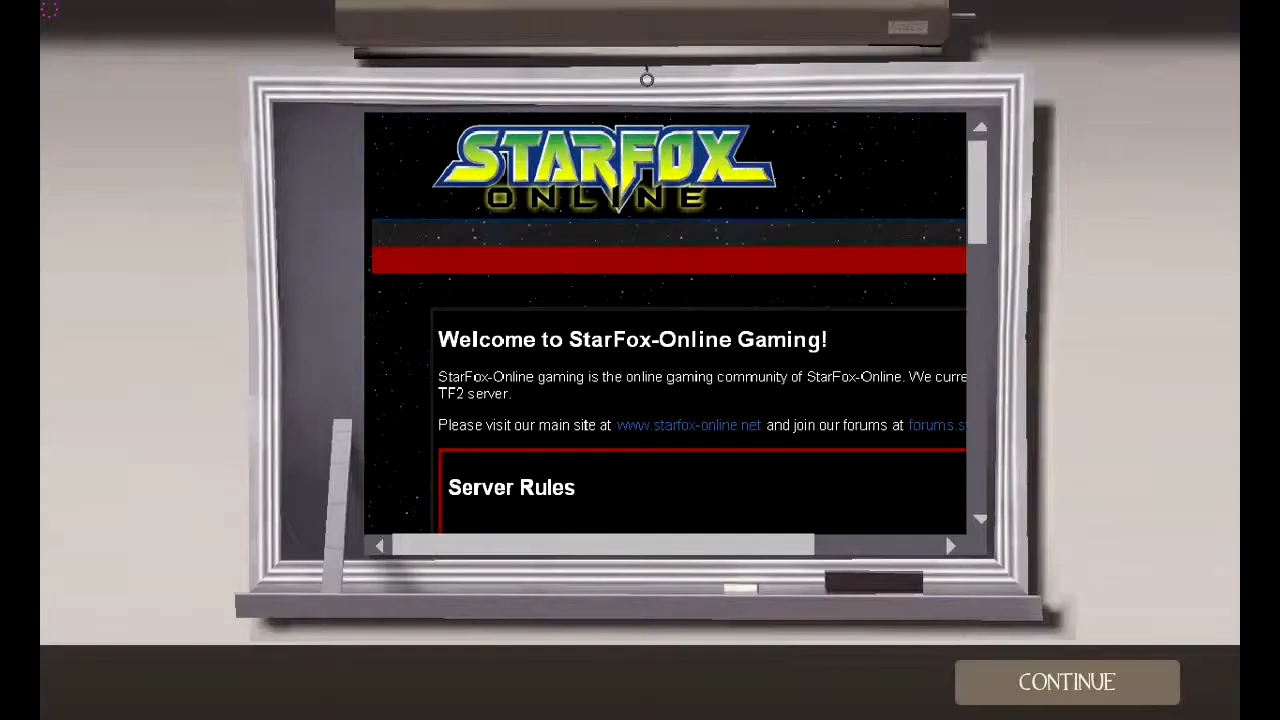 STARFOX
ONLINE
Welcome to StarFox-Online Gaming!
StarFox-Online gaming is the online gaming community of StarFox-Online. We curre
TF2 server.
Please visit our main site at www.starfox-online.net and join our forums at forums.s
Server Rules
CONTINUE